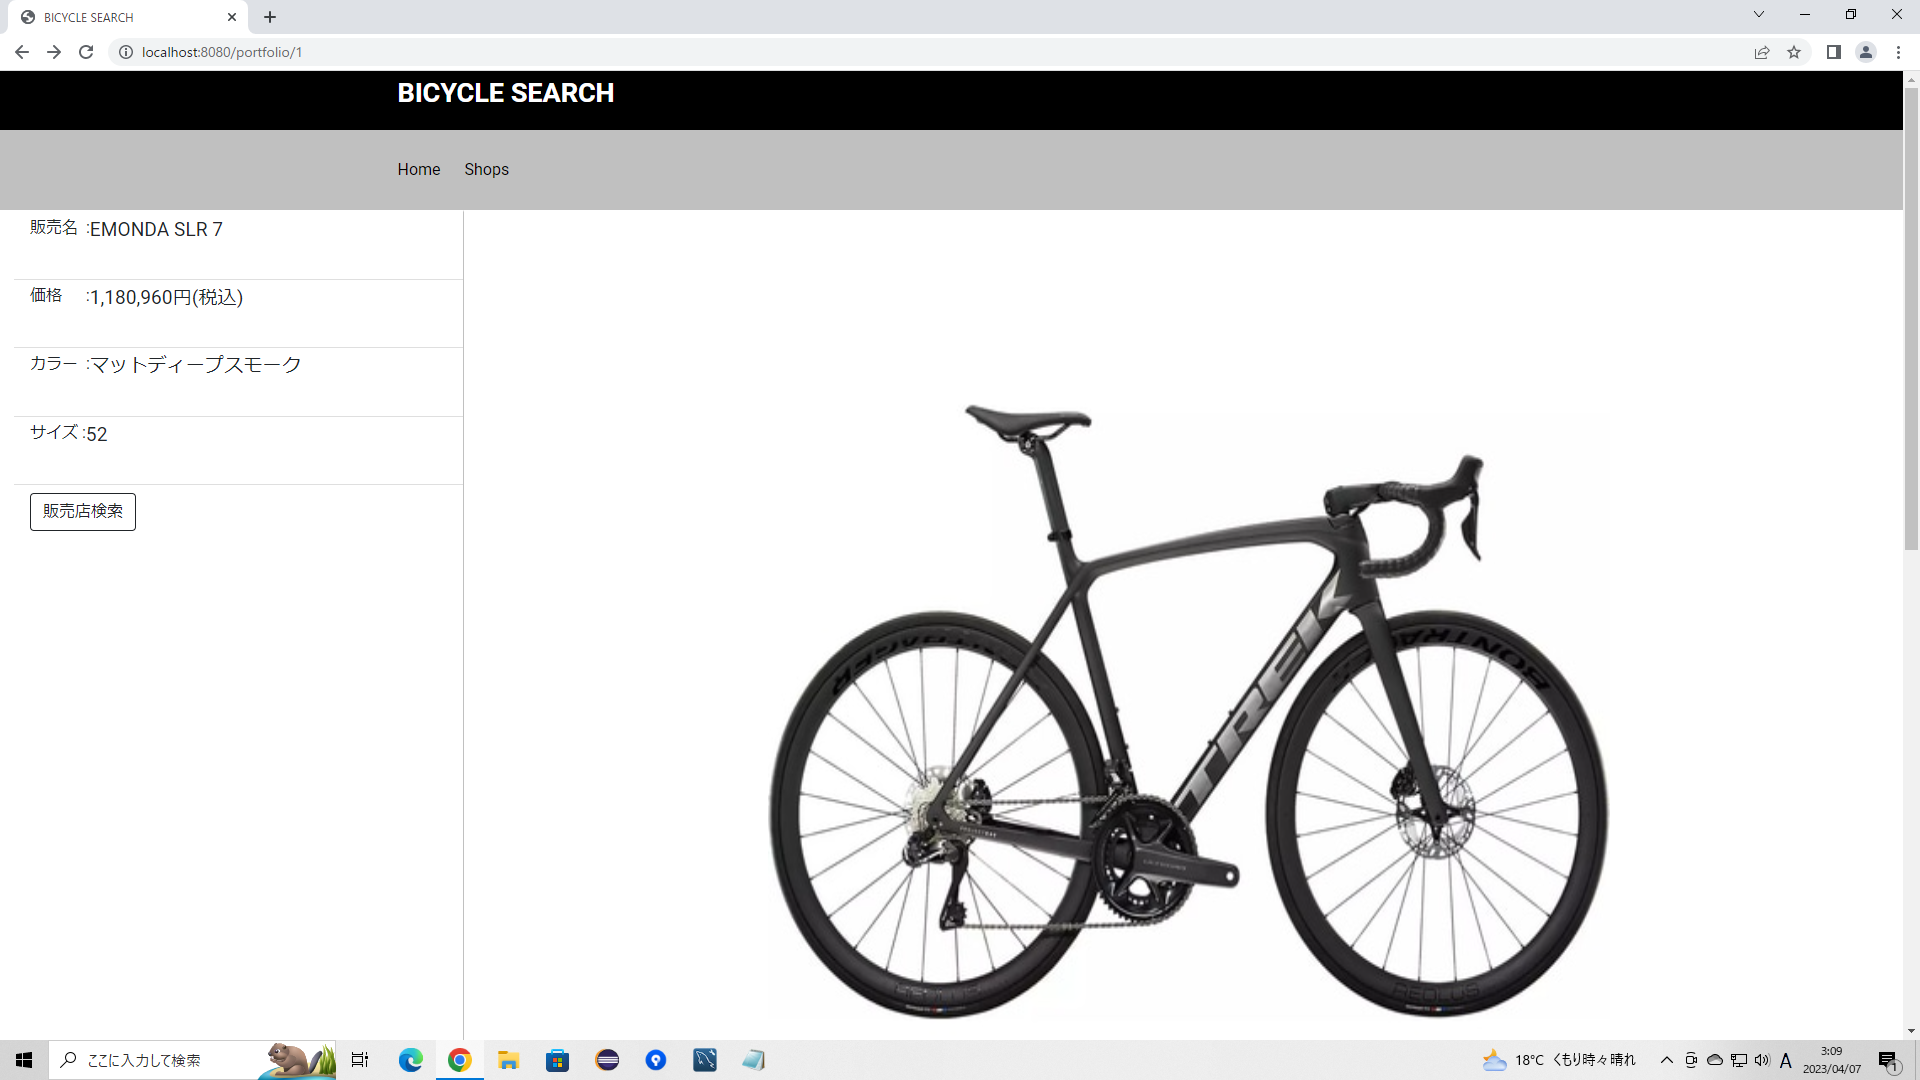 BICYCLE SEARCH
localhost:8080/portfolio/1
BICYCLE SEARCH
Home Shops
販売名 :EMONDA SLR 7
価格 :1,180,960円(税込)
カラー :マットディープスモーク
サイズ :52
販売店検索
TREK
BONTRAGER
AEOLUS
AEOLUS
ここに入力して検索
18°C くもり時々晴れ
A
3:09
2023/04/07
1